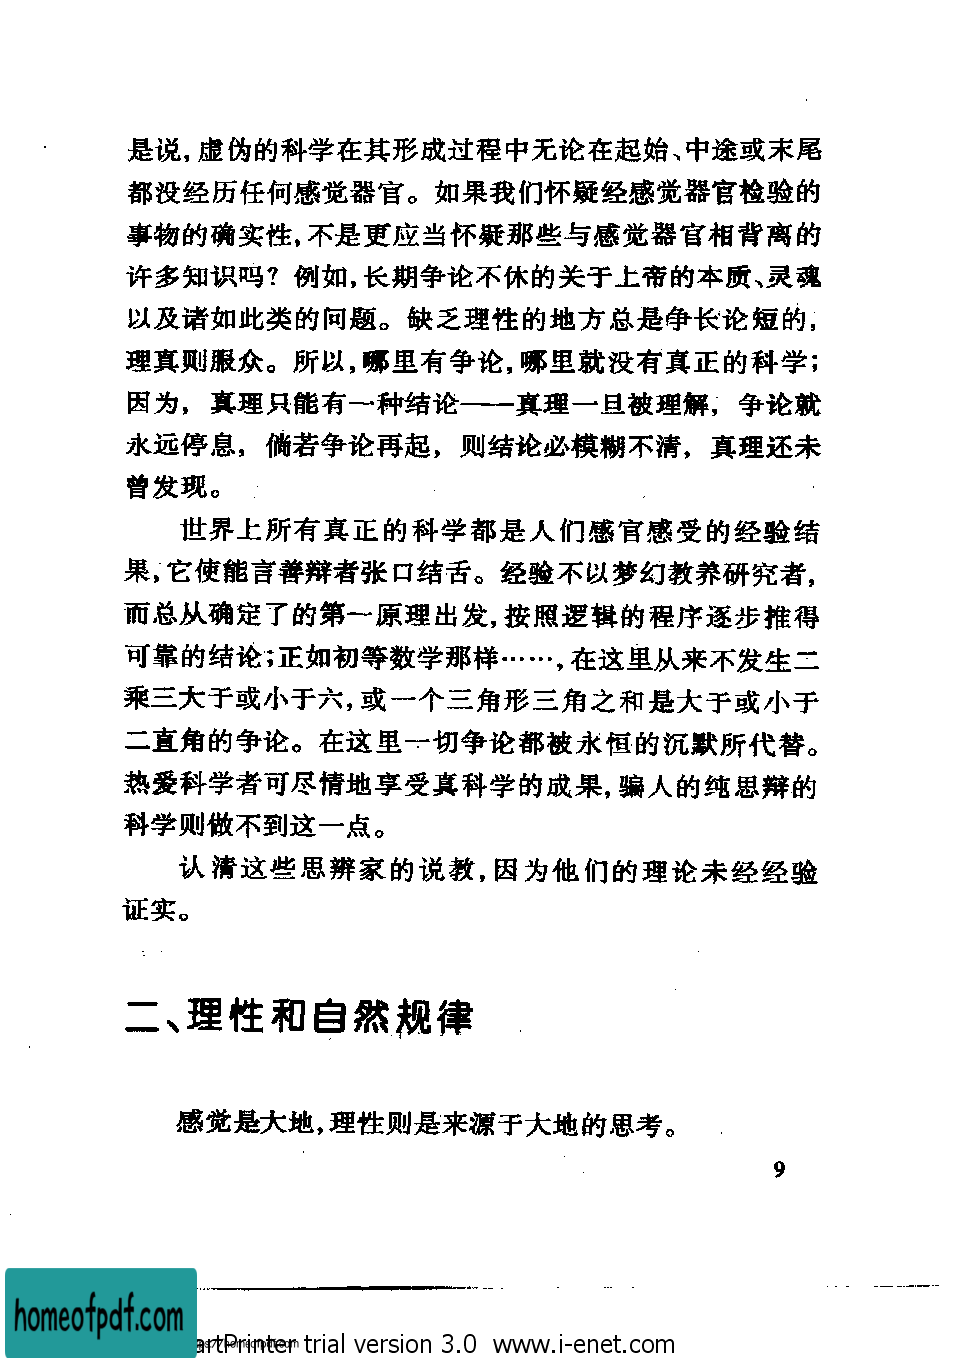 是说,虚伪的科学在其形成过程中无论在起始、中途或末尾
都没经历任何感觉器官。如果我们怀疑经感觉器官检验的
事物的确实性,不是更应当怀疑那些与感觉器官相背离的
许多知识吗？例如,长期争论不休的关于上帝的本质、灵魂
以及诸如此类的问题。缺乏理性的地方总是争长论短的,
理真则服众。所以,哪里有争论,哪里就没有真正的科学;
因为，真理只能有一种结论——真理一旦被理解，争论就
永远停息，倘若争论再起，则结论必模糊不清，真理还未
曾发现。
世界上所有真正的科学都是人们感官感受的经验结
果,它使能言善辩者张口结舌。经验不以梦幻教养研究者,
而总从确定了的第一原理出发,按照逻辑的程序逐步推得
可靠的结论;正如初等数学那样……,在这里从来不发生二
乘三大于或小于六,或一个三角形三角之和是大于或小于
二直角的争论。在这里一切争论都被永恒的沉默所代替。
热爱科学者可尽情地享受真科学的成果,骗人的纯思辩的
科学则做不到这一点。
认清这些思辨家的说教,因为他们的理论未经经验
证实。
二、理性和自然规律
感觉是大地,理性则是来源于大地的思考。
9
homeofpdf.com
artPrinter trial version 3.0 www.i-enet.com